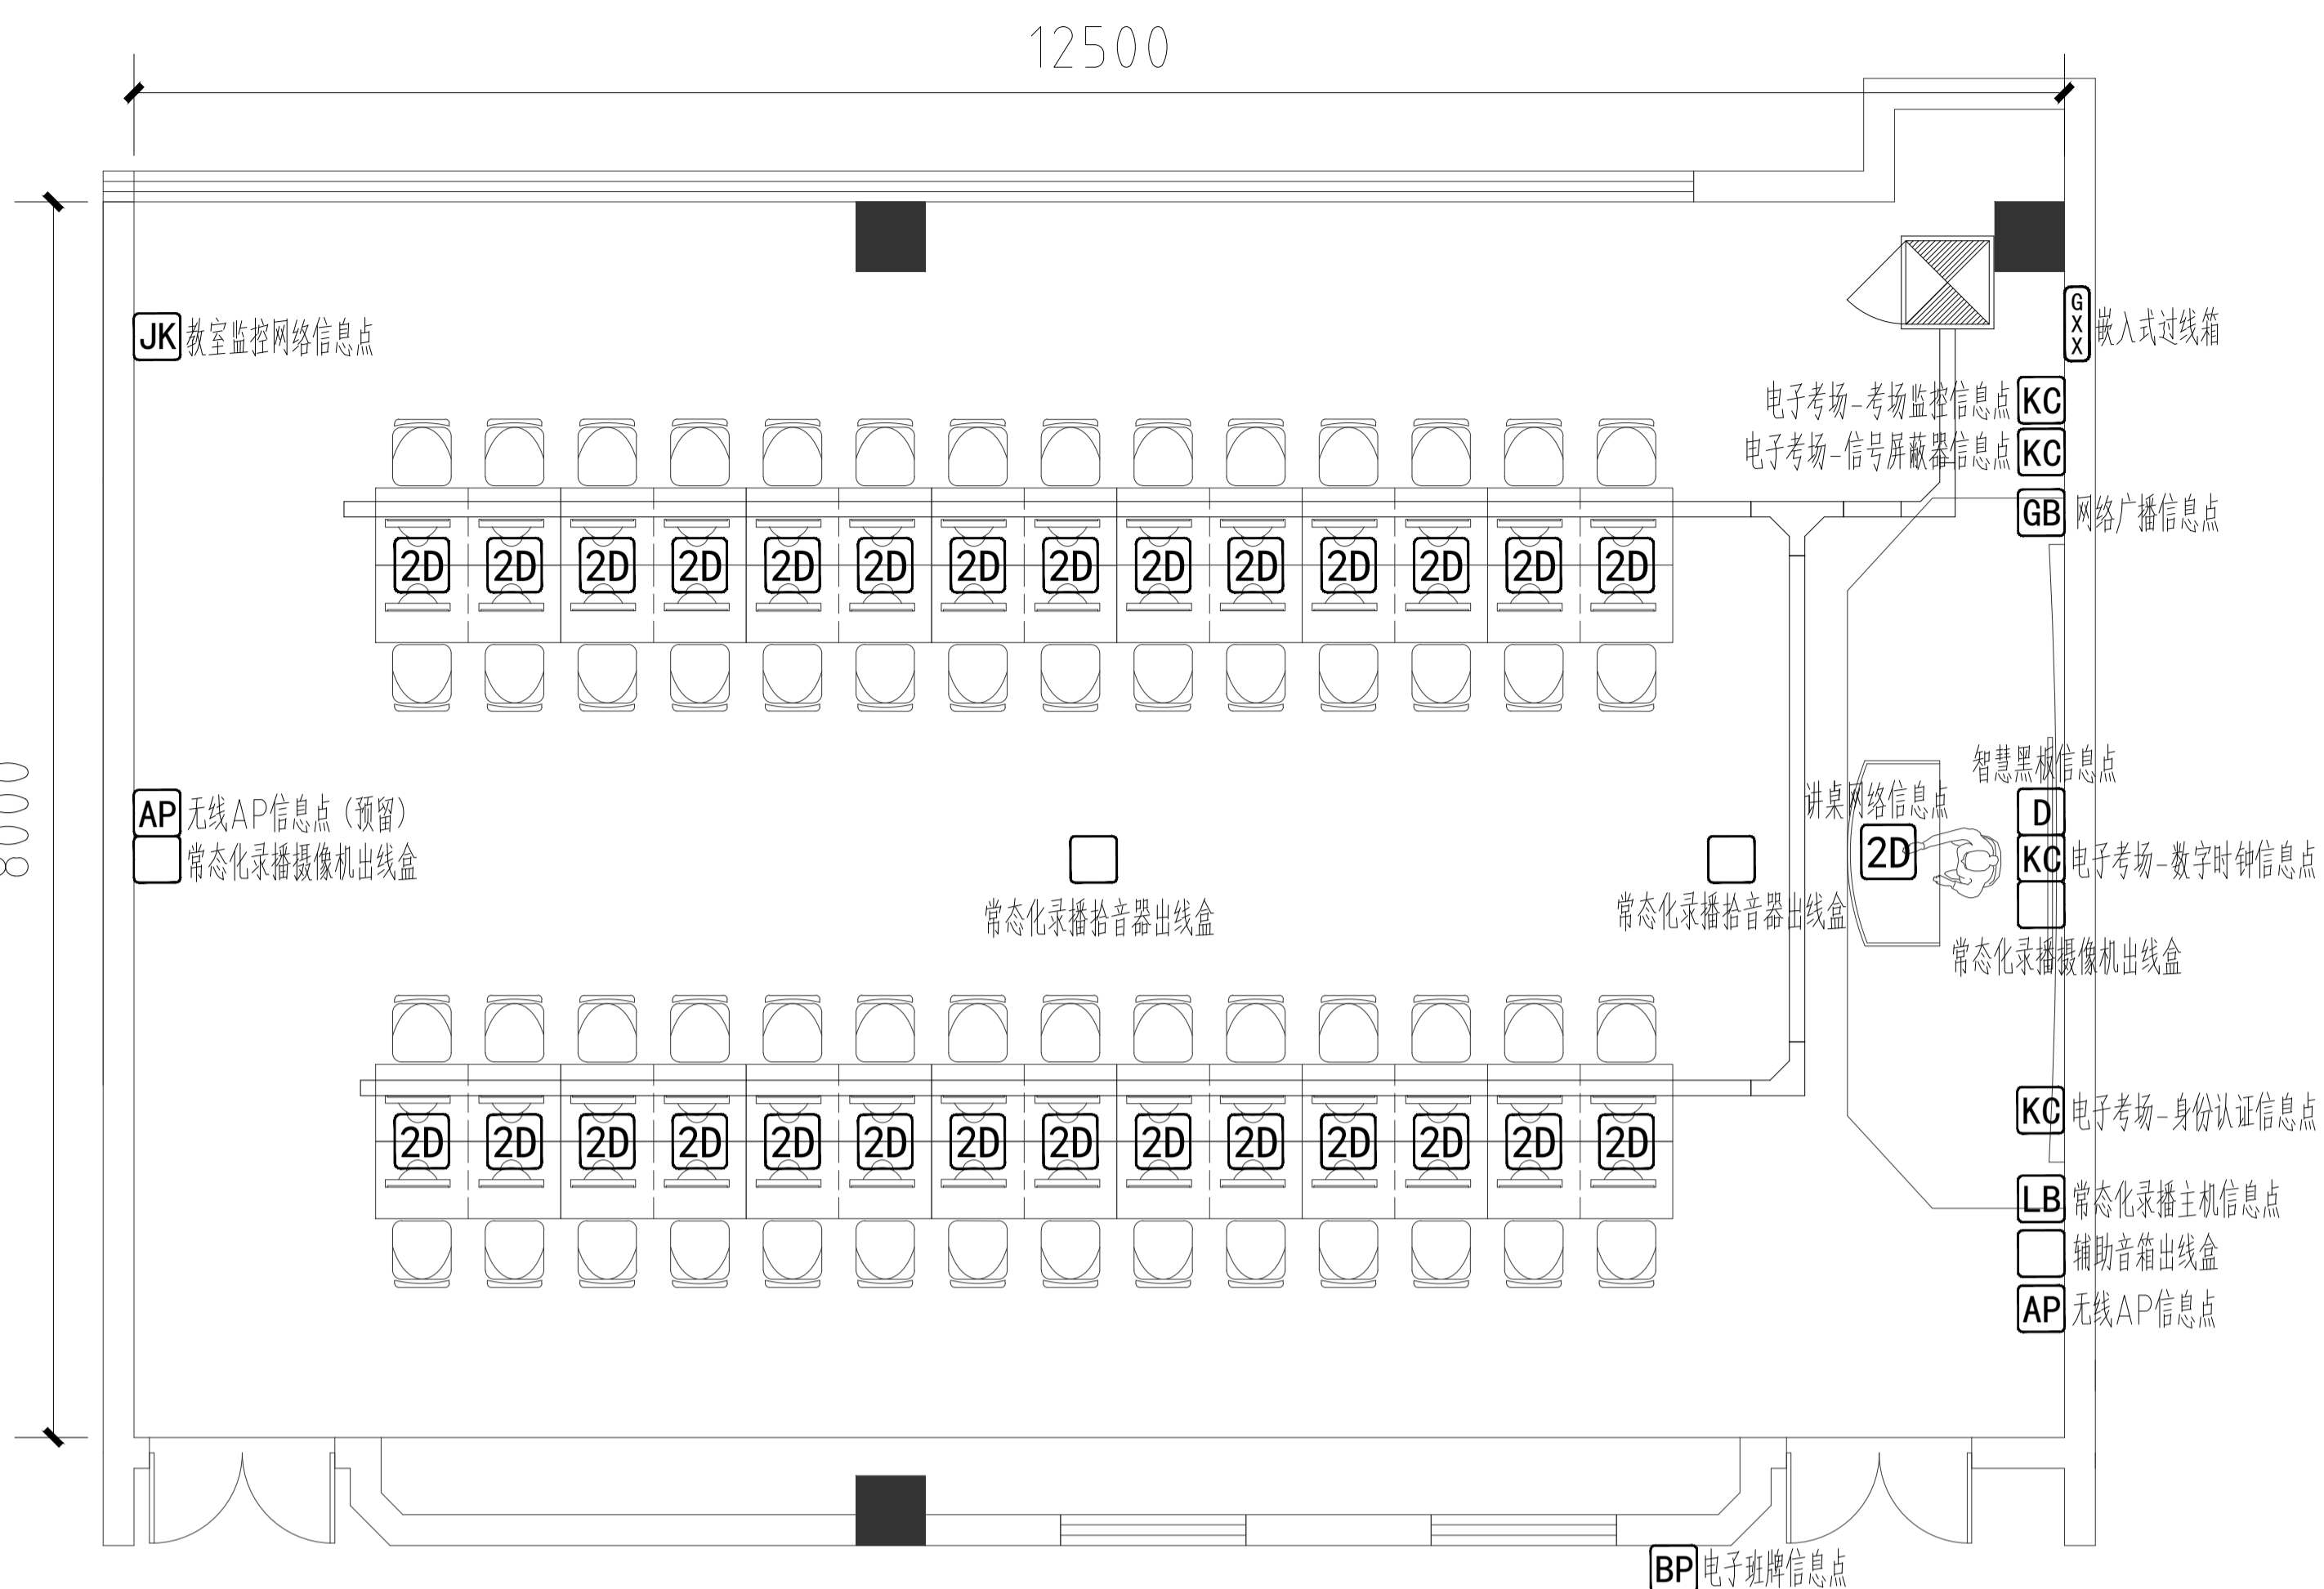 12500
8000
GXX 嵌入式过线箱
JK 教室监控网络信息点
电子考场-考场监控信息点 KC
电子考场-信号屏蔽器信息点 KC
GB 网络广播信息点
2D 2D 2D 2D 2D 2D 2D 2D 2D 2D 2D 2D 2D 2D
智慧黑板信息点
D
讲桌网络信息点
2D
AP 无线AP信息点（预留）
常态化录播摄像机出线盒
KC 电子考场-数字时钟信息点
常态化录播拾音器出线盒
常态化录播拾音器出线盒
常态化录播摄像机出线盒
2D 2D 2D 2D 2D 2D 2D 2D 2D 2D 2D 2D 2D 2D
KC 电子考场-身份认证信息点
LB 常态化录播主机信息点
辅助音箱出线盒
AP 无线AP信息点
BP 电子班牌信息点